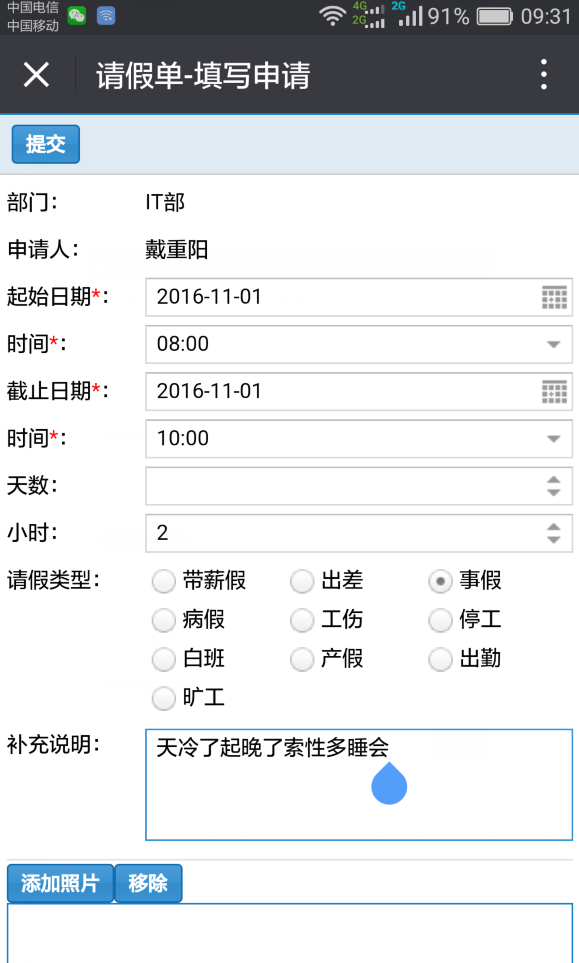 中国电信
中国移动
4G 2G 2G 91% 09:31
请假单-填写申请
提交
部门： IT部
申请人： 戴重阳
起始日期*： 2016-11-01
时间*： 08:00
截止日期*： 2016-11-01
时间*： 10:00
天数：
小时： 2
请假类型： 带薪假 出差 事假
病假 工伤 停工
白班 产假 出勤
旷工
补充说明： 天冷了起晚了索性多睡会
添加照片 移除